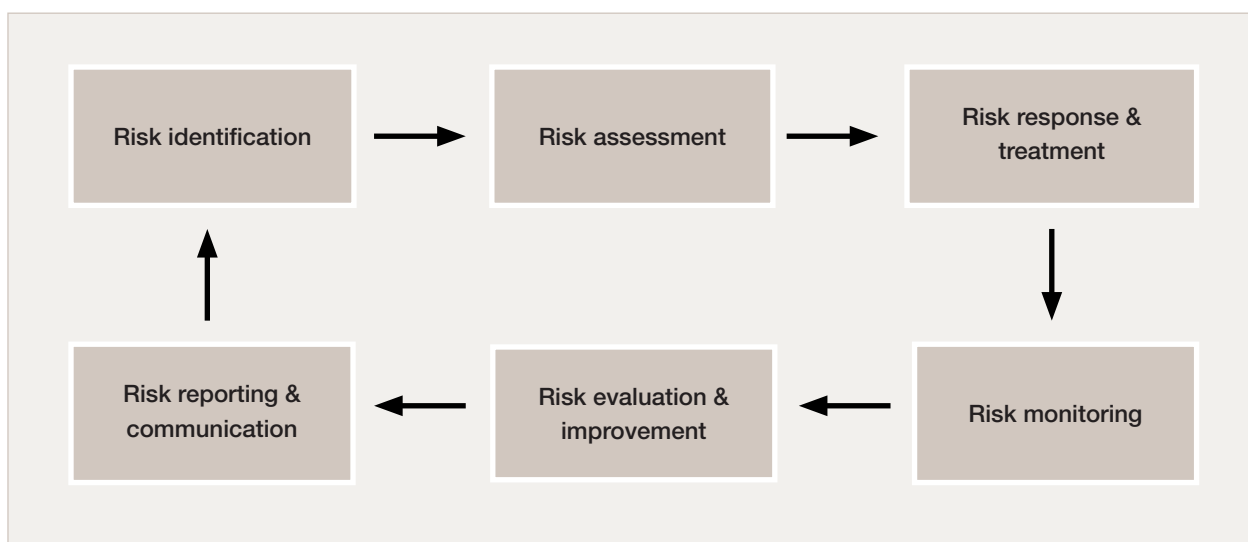 Risk identification
Risk assessment
Risk response &
treatment
Risk reporting &
communication
Risk evaluation &
improvement
Risk monitoring